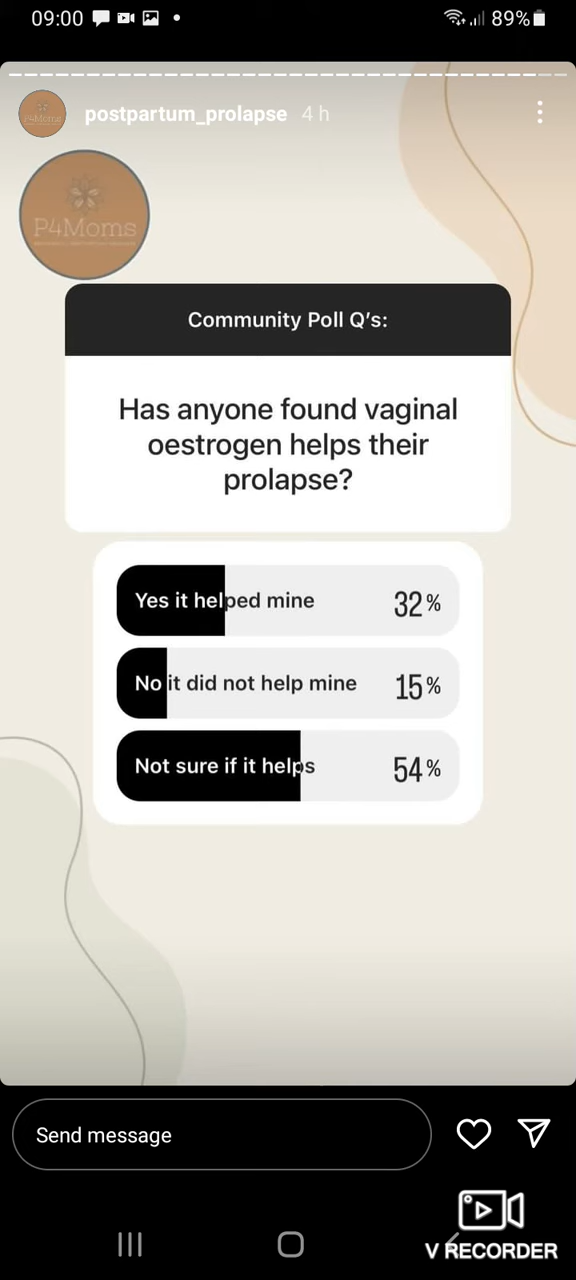 09:00
89%
postpartum_prolapse 4 h
P4Moms
P4Moms
Community Poll Q's:
Has anyone found vaginal
oestrogen helps their
prolapse?
Yes it helped mine 32%
No it did not help mine 15%
Not sure if it helps 54%
Send message
V RECORDER